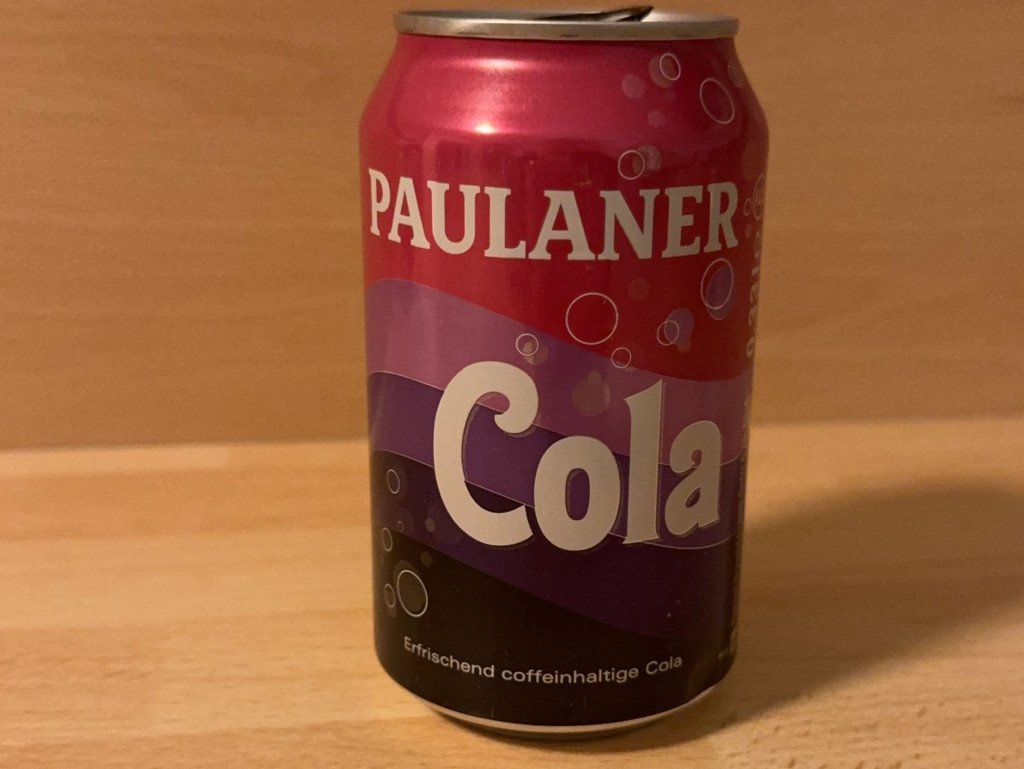 PAULANER
Cola
Erfrischend coffeinhaltige Cola